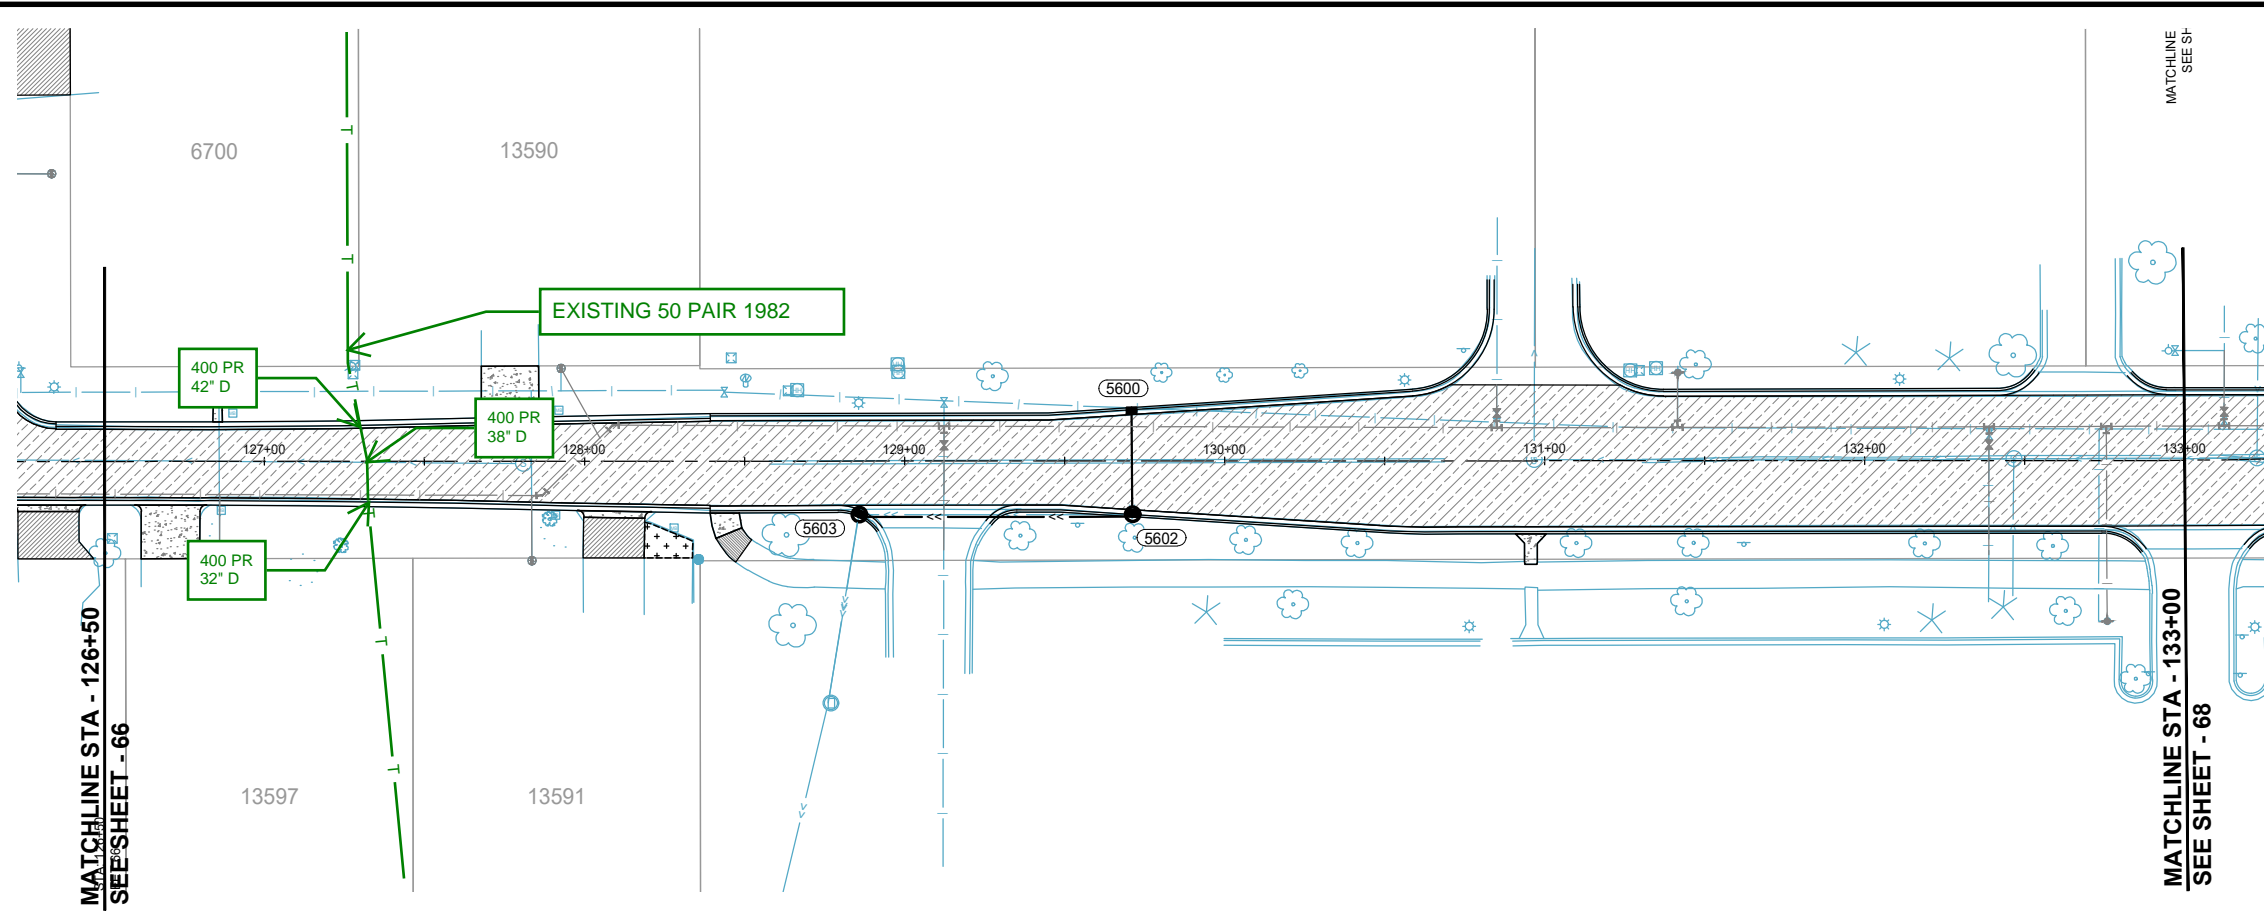 MATCHLINE
SEE SH
6700
13590
EXISTING 50 PAIR 1982
400 PR
42" D
400 PR
38" D
5600
127+00
128+00
129+00
130+00
131+00
132+00
133+00
5603
5602
400 PR
32" D
13597
13591
MATCHLINE STA - 126+50
SEE SHEET - 66
MATCHLINE STA - 133+00
SEE SHEET - 68
T
T
T
T
T
T